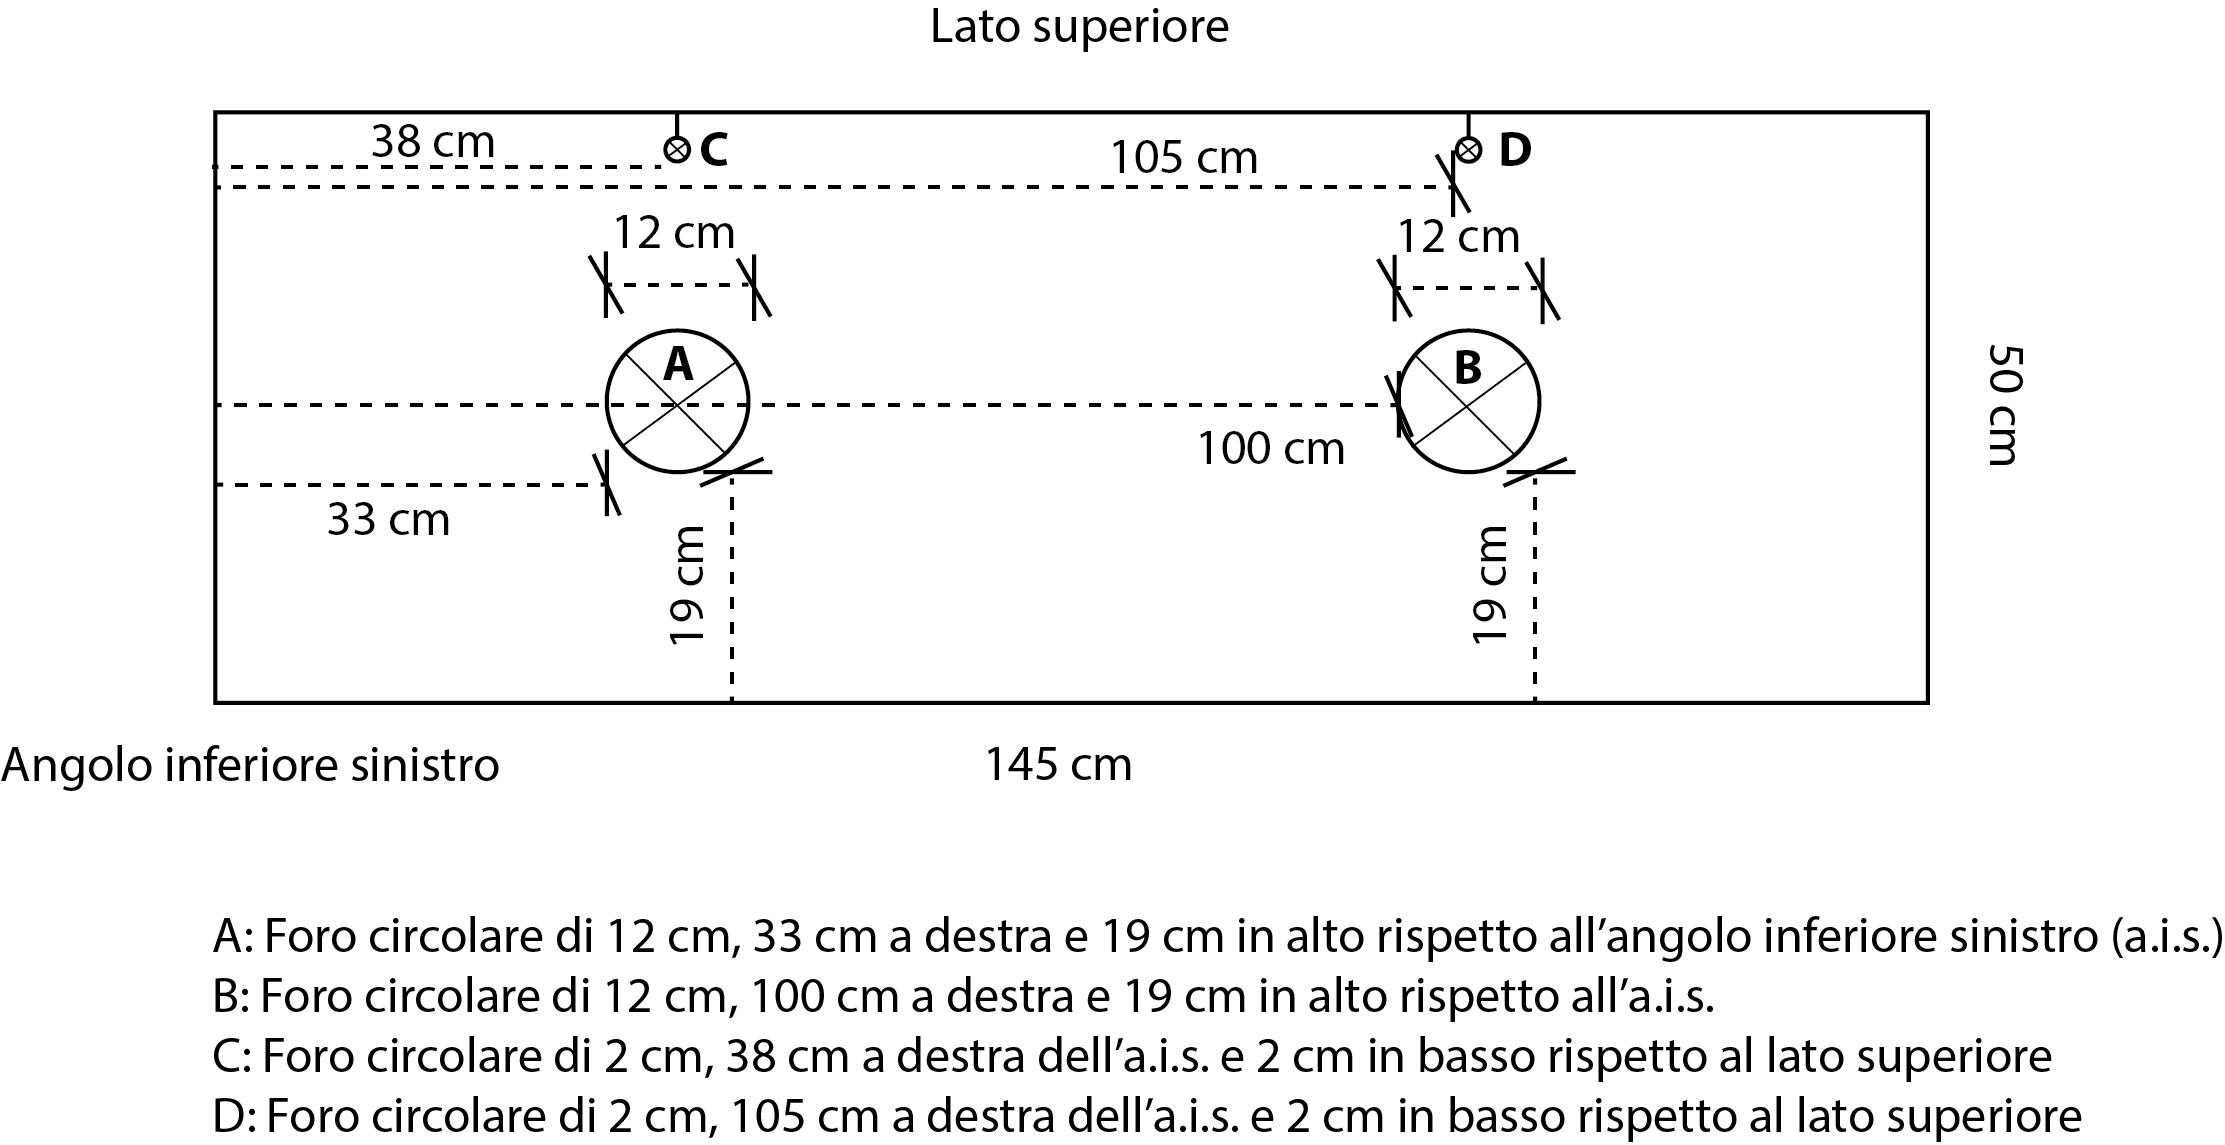 Lato superiore
38 cm
C
105 cm
D
12 cm
12 cm
A
B
50 cm
100 cm
33 cm
19 cm
19 cm
Angolo inferiore sinistro
145 cm
A: Foro circolare di 12 cm, 33 cm a destra e 19 cm in alto rispetto all’angolo inferiore sinistro (a.i.s.)
B: Foro circolare di 12 cm, 100 cm a destra e 19 cm in alto rispetto all’a.i.s.
C: Foro circolare di 2 cm, 38 cm a destra dell’a.i.s. e 2 cm in basso rispetto al lato superiore
D: Foro circolare di 2 cm, 105 cm a destra dell’a.i.s. e 2 cm in basso rispetto al lato superiore